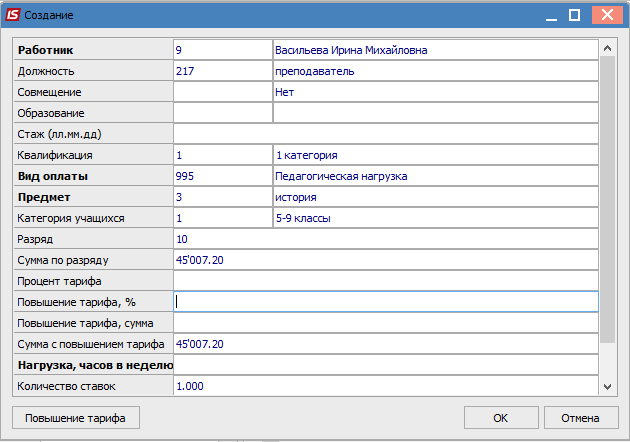 IS Создание
Работник 9 Васильева Ирина Михайловна
Должность 217 преподаватель
Совмещение Нет
Образование
Стаж (лл.мм.дд)
Квалификация 1 1 категория
Вид оплаты 995 Педагогическая нагрузка
Предмет 3 история
Категория учащихся 1 5-9 классы
Разряд 10
Сумма по разряду 45'007.20
Процент тарифа
Повышение тарифа, %
Повышение тарифа, сумма
Сумма с повышением тарифа 45'007.20
Нагрузка, часов в неделю
Количество ставок 1.000
Повышение тарифа OK Отмена